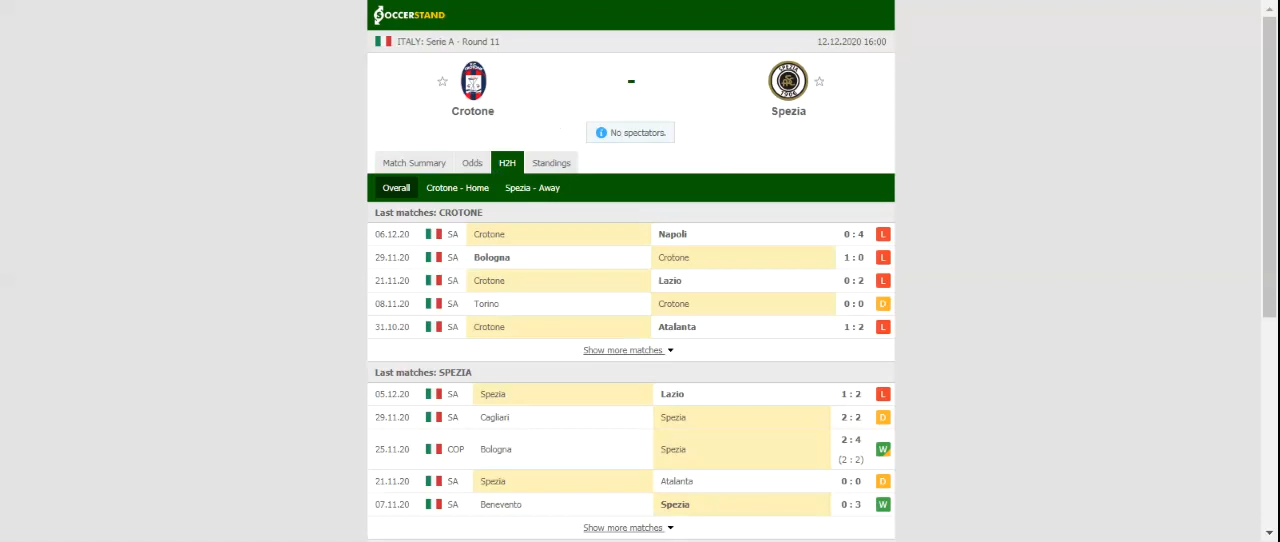 SOCCERSTAND
ITALY: Serie A - Round 11 12.12.2020 16:00
-
Crotone Spezia
No spectators.
Match Summary Odds H2H Standings
Overall Crotone - Home Spezia - Away
Last matches: CROTONE
06.12.20 SA Crotone Napoli 0 : 4 L
29.11.20 SA Bologna Crotone 1 : 0 L
21.11.20 SA Crotone Lazio 0 : 2 L
08.11.20 SA Torino Crotone 0 : 0 D
31.10.20 SA Crotone Atalanta 1 : 2 L
Show more matches
Last matches: SPEZIA
05.12.20 SA Spezia Lazio 1 : 2 L
29.11.20 SA Cagliari Spezia 2 : 2 D
25.11.20 COP Bologna Spezia 2 : 4 (2 : 2) W
21.11.20 SA Spezia Atalanta 0 : 0 D
07.11.20 SA Benevento Spezia 0 : 3 W
Show more matches